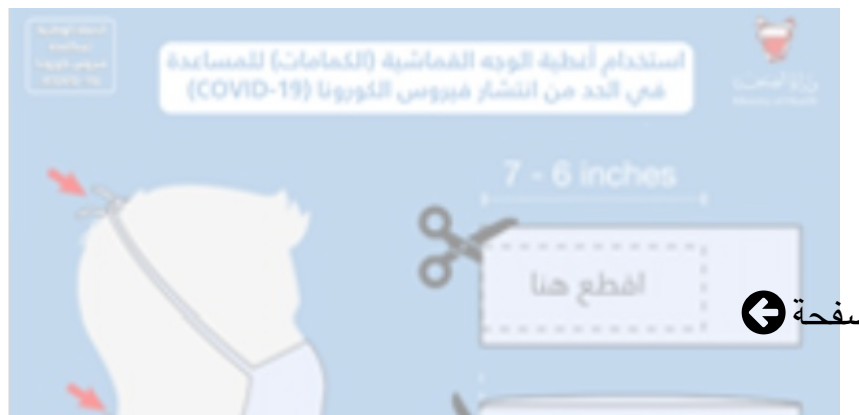 استخدام أغطية الوجه القماشية (الكمامات) للمساعدة
في الحد من انتشار فيروس الكورونا (COVID-19)
7 - 6 inches
اقطع هنا